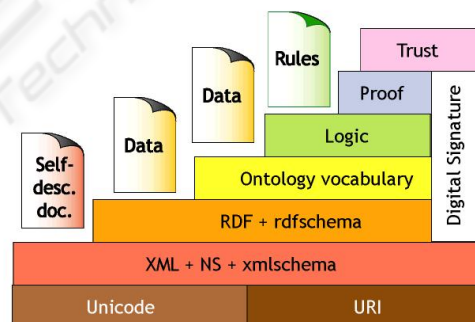 Techn
Rules
Trust
Data
Proof
Data
Logic
Self-
desc.
doc.
Ontology vocabulary
Digital Signature
RDF + rdfschema
XML + NS + xmlschema
Unicode
URI